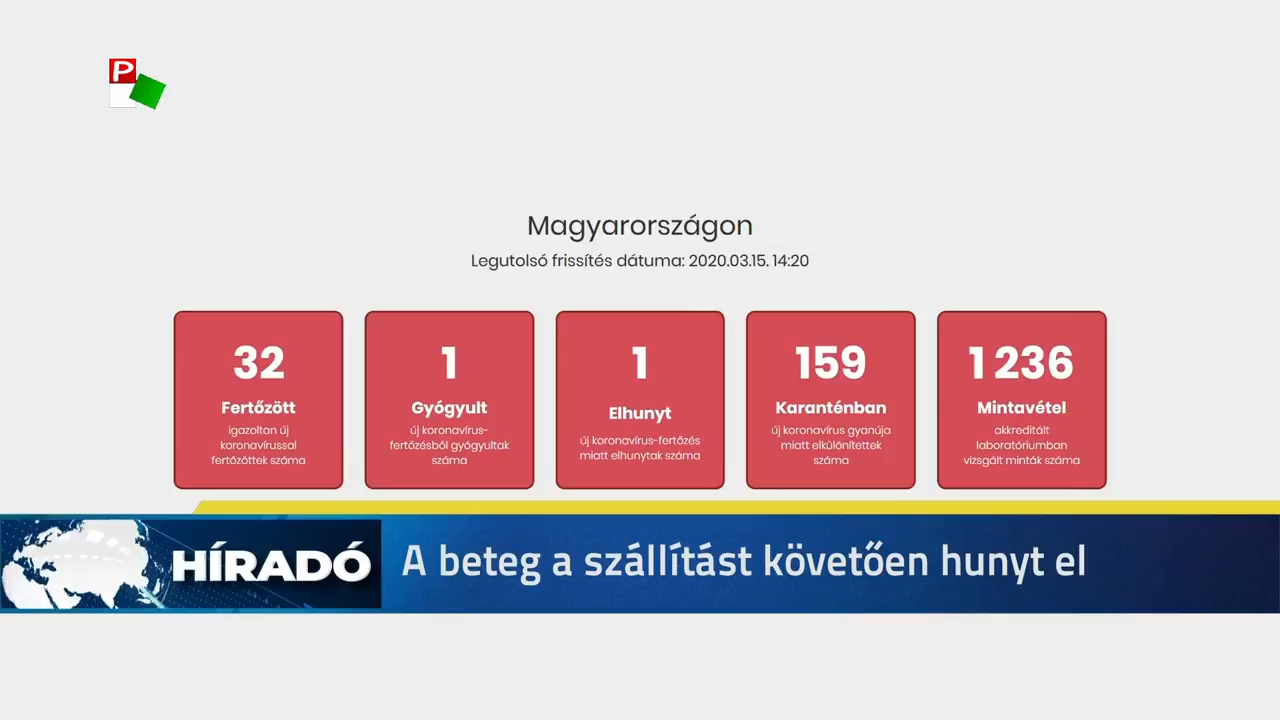 P
Magyarországon
Legutolsó frissítés dátuma: 2020.03.15. 14:20
32
Fertőzött
igazoltan új
koronavírussal
fertőzöttek száma
1
Gyógyult
új koronavírus-
fertőzésből gyógyultak
száma
1
Elhunyt
új koronavírus-fertőzés
miatt elhunytak száma
159
Karanténban
új koronavírus gyanúja
miatt elkülönítettek
száma
1 236
Mintavétel
akkreditált
laboratóriumban
vizsgált minták száma
HÍRADÓ
A beteg a szállítást követően hunyt el